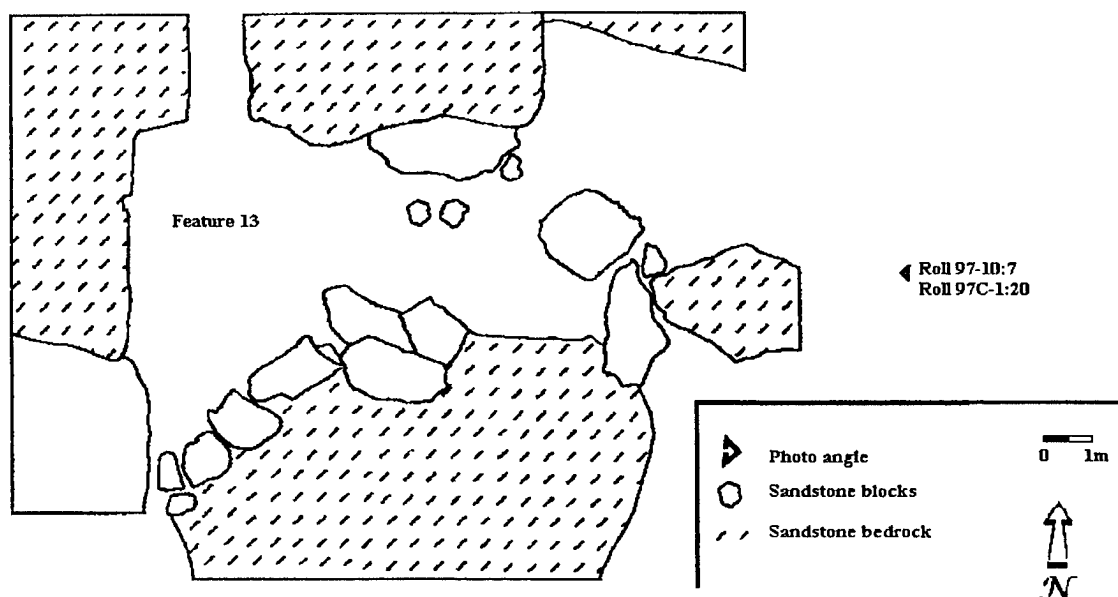 Feature 13
Roll 97-10:7
Roll 97C-1:20
Photo angle
Sandstone blocks
Sandstone bedrock
0 1m
N